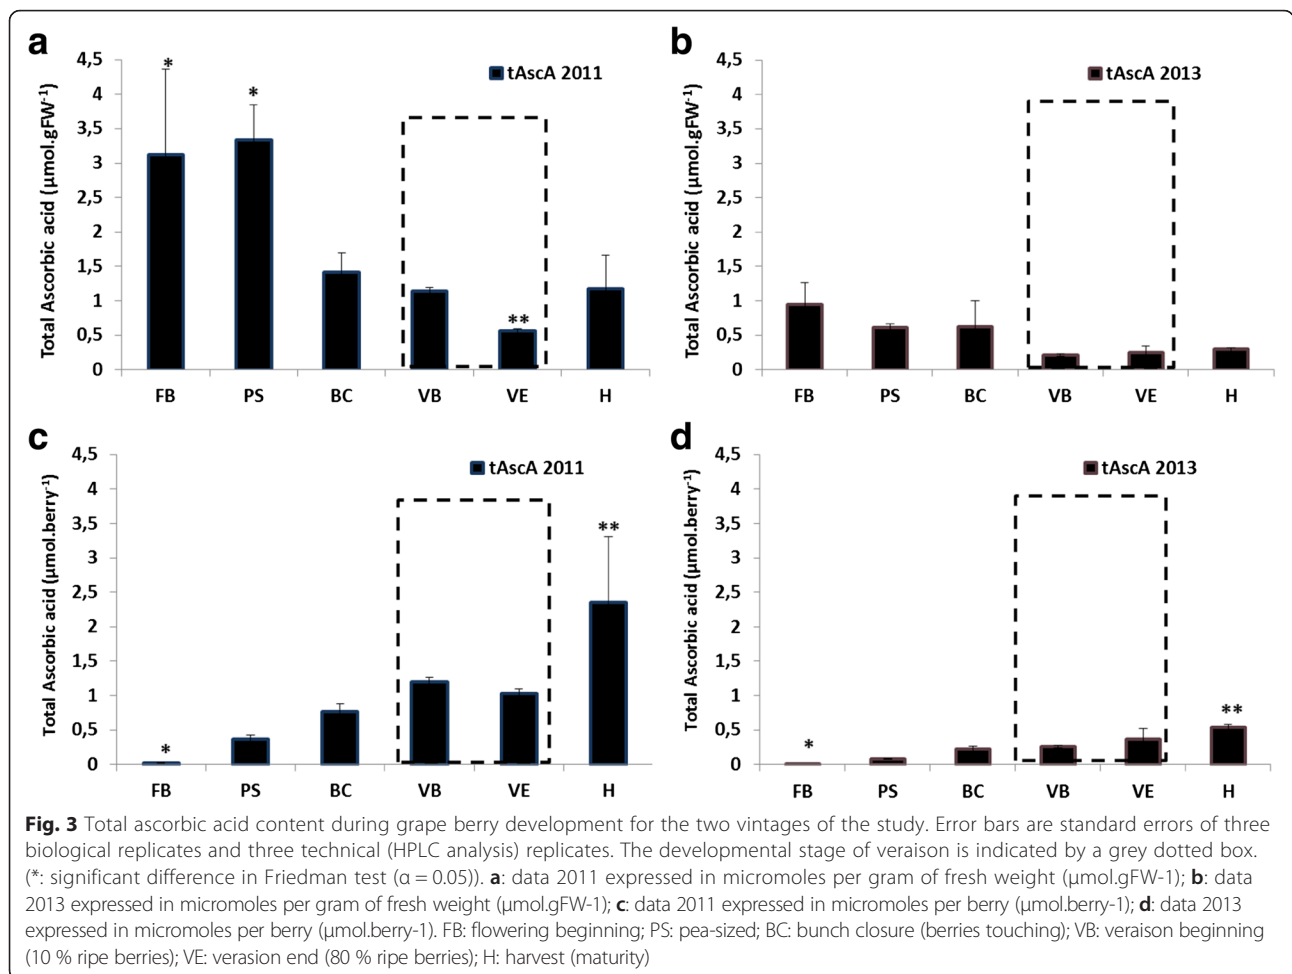 a
4,5
*
tAscA 2011
4
*
3,5
3
2,5
2
1,5
1
**
0,5
0
Total Ascorbic acid (µmol.gFW-1)
FB PS BC VB VE H
b
4,5
tAscA 2013
4
3,5
3
2,5
2
1,5
1
0,5
0
Total Ascorbic acid (µmol.gFW-1)
FB PS BC VB VE H
c
4,5
tAscA 2011
4
3,5
**
3
2,5
2
1,5
1
0,5
*
0
Total Ascorbic acid (µmol.berry-1)
FB PS BC VB VE H
d
4,5
tAscA 2013
4
3,5
3
2,5
2
1,5
1
**
0,5
*
0
Total Ascorbic acid (µmol.berry-1)
FB PS BC VB VE H
Fig. 3 Total ascorbic acid content during grape berry development for the two vintages of the study. Error bars are standard errors of three
biological replicates and three technical (HPLC analysis) replicates. The developmental stage of veraison is indicated by a grey dotted box.
(*: significant difference in Friedman test (α = 0.05)). a: data 2011 expressed in micromoles per gram of fresh weight (µmol.gFW-1); b: data
2013 expressed in micromoles per gram of fresh weight (µmol.gFW-1); c: data 2011 expressed in micromoles per berry (µmol.berry-1); d: data 2013
expressed in micromoles per berry (µmol.berry-1). FB: flowering beginning; PS: pea-sized; BC: bunch closure (berries touching); VB: veraison beginning
(10 % ripe berries); VE: verasion end (80 % ripe berries); H: harvest (maturity)